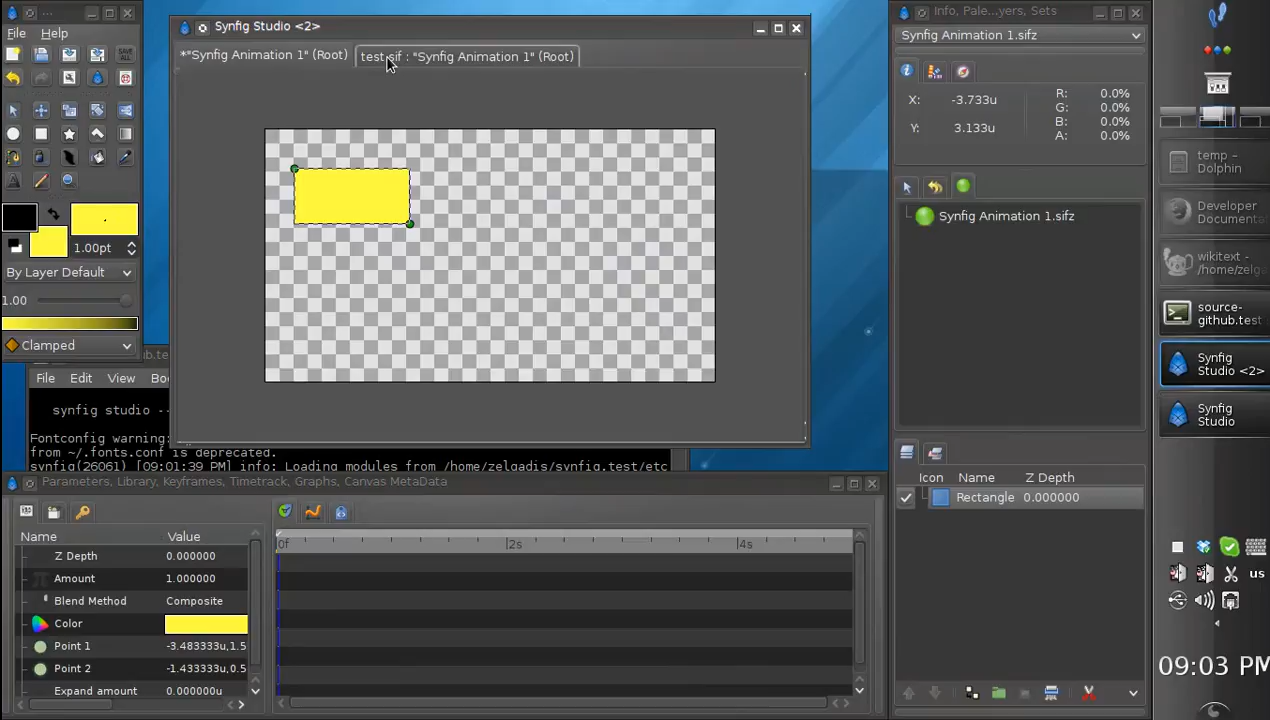 ...
File Help
1.00pt
By Layer Default
1.00
Clamped
Synfig Studio <2>
*"Synfig Animation 1" (Root)
test.sif : "Synfig Animation 1" (Root)
File Edit View
synfig studio --
Fontconfig warning:
from ~/.fonts.conf is deprecated.
synfig(26061) [09:01:39 PM] info: Loading modules from /home/zelgadis/synfig.test/etc
Parameters, Library, Keyframes, Timetrack, Graphs, Canvas MetaData
Name Value
Z Depth 0.000000
Amount 1.000000
Blend Method Composite
Color
Point 1 -3.483333u,1.5
Point 2 -1.433333u,0.5
Expand amount 0.000000u
0f 2s 4s
Info, Pale...yers, Sets
Synfig Animation 1.sifz
X: -3.733u
Y: 3.133u
R: 0.0%
G: 0.0%
B: 0.0%
A: 0.0%
Synfig Animation 1.sifz
Icon Name Z Depth
Rectangle 0.000000
SAVE ALL
temp –
Dolphin
Developer
Documenta
wikitext –
/home/zelg
source-
github.test
Synfig
Studio <2>
Synfig
Studio
us
09:03 PM